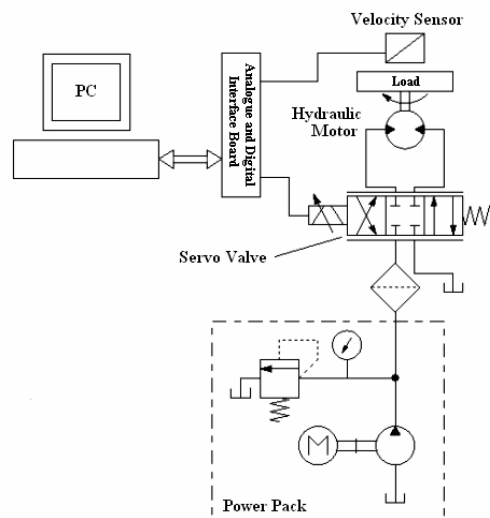 Velocity Sensor
PC
Analogue and Digital
Interface Board
Load
Hydraulic
Motor
Servo Valve
M
Power Pack